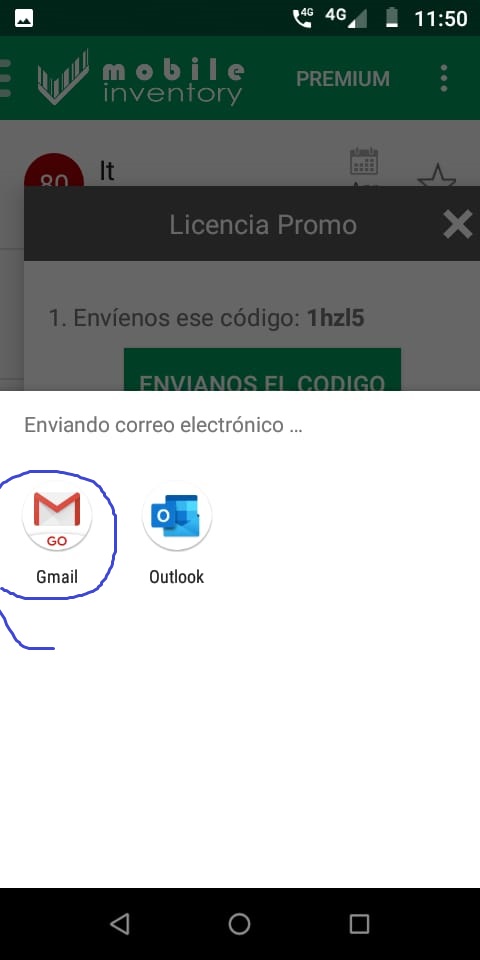 4G 4G 11:50
mobile
inventory
PREMIUM
80 It
Licencia Promo
1. Envíenos ese código: 1hzl5
ENVIANOS EL CODIGO
Enviando correo electrónico ...
GO
Gmail
Outlook